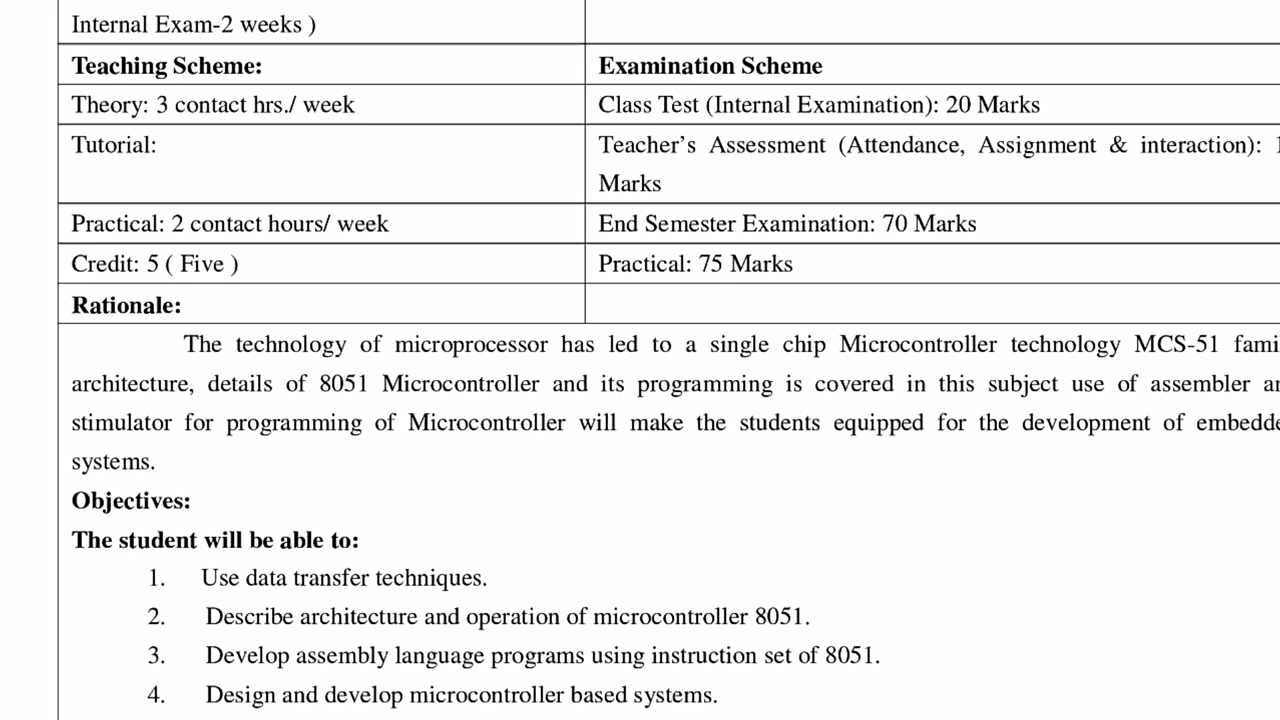 Internal Exam-2 weeks )
Teaching Scheme:
Examination Scheme
Theory: 3 contact hrs./ week
Class Test (Internal Examination): 20 Marks
Tutorial:
Teacher’s Assessment (Attendance, Assignment & interaction):
Marks
Practical: 2 contact hours/ week
End Semester Examination: 70 Marks
Credit: 5 ( Five )
Practical: 75 Marks
Rationale:
The technology of microprocessor has led to a single chip Microcontroller technology MCS-51
architecture, details of 8051 Microcontroller and its programming is covered in this subject use of assembler
stimulator for programming of Microcontroller will make the students equipped for the development of
systems.
Objectives:
The student will be able to:
1. Use data transfer techniques.
2. Describe architecture and operation of microcontroller 8051.
3. Develop assembly language programs using instruction set of 8051.
4. Design and develop microcontroller based systems.